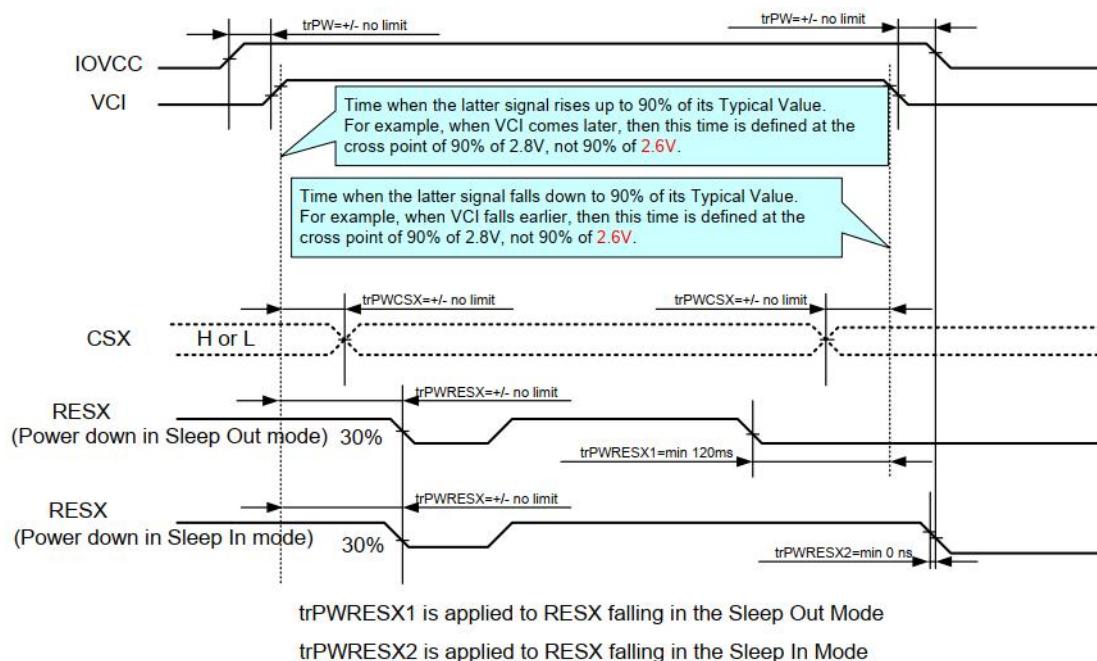 trPW=+/- no limit
trPW=+/- no limit
IOVCC
VCI
Time when the latter signal rises up to 90% of its Typical Value.
For example, when VCI comes later, then this time is defined at the
cross point of 90% of 2.8V, not 90% of 2.6V.
Time when the latter signal falls down to 90% of its Typical Value.
For example, when VCI falls earlier, then this time is defined at the
cross point of 90% of 2.8V, not 90% of 2.6V.
trPWCSX=+/- no limit
trPWCSX=+/- no limit
CSX
H or L
trPWRESX=+/- no limit
RESX
(Power down in Sleep Out mode)
30%
trPWRESX1=min 120ms
trPWRESX=+/- no limit
RESX
(Power down in Sleep In mode)
30%
trPWRESX2=min 0 ns
trPWRESX1 is applied to RESX falling in the Sleep Out Mode
trPWRESX2 is applied to RESX falling in the Sleep In Mode